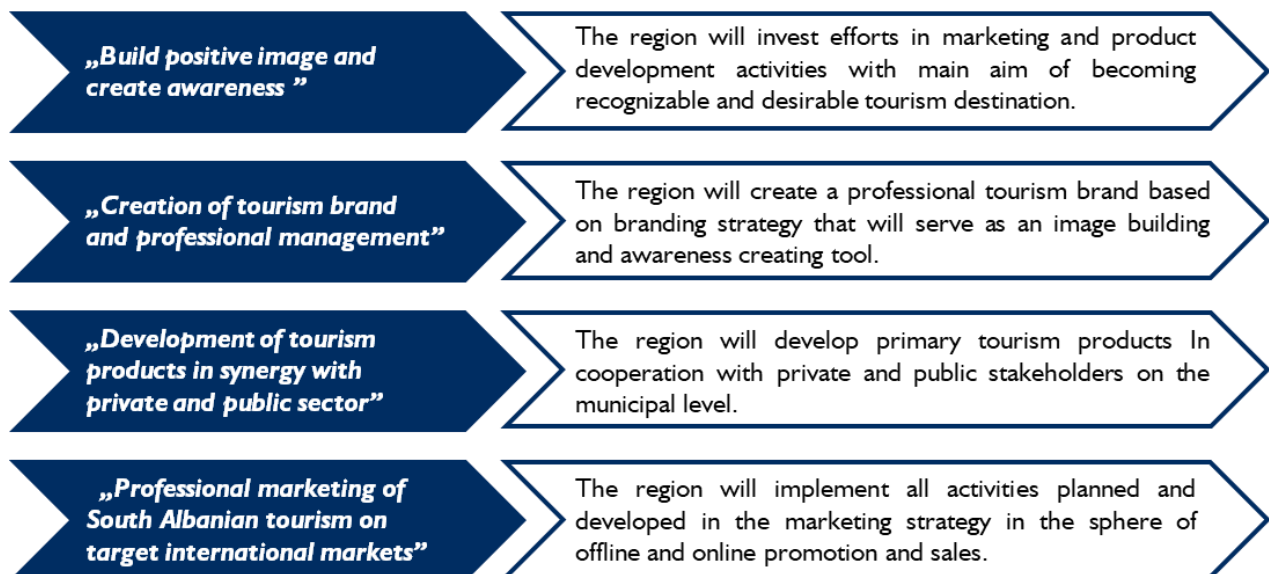 „Build positive image and
create awareness ”
The region will invest efforts in marketing and product
development activities with main aim of becoming
recognizable and desirable tourism destination.
„Creation of tourism brand
and professional management”
The region will create a professional tourism brand based
on branding strategy that will serve as an image building
and awareness creating tool.
„Development of tourism
products in synergy with
private and public sector”
The region will develop primary tourism products In
cooperation with private and public stakeholders on the
municipal level.
„Professional marketing of
South Albanian tourism on
target international markets”
The region will implement all activities planned and
developed in the marketing strategy in the sphere of
offline and online promotion and sales.